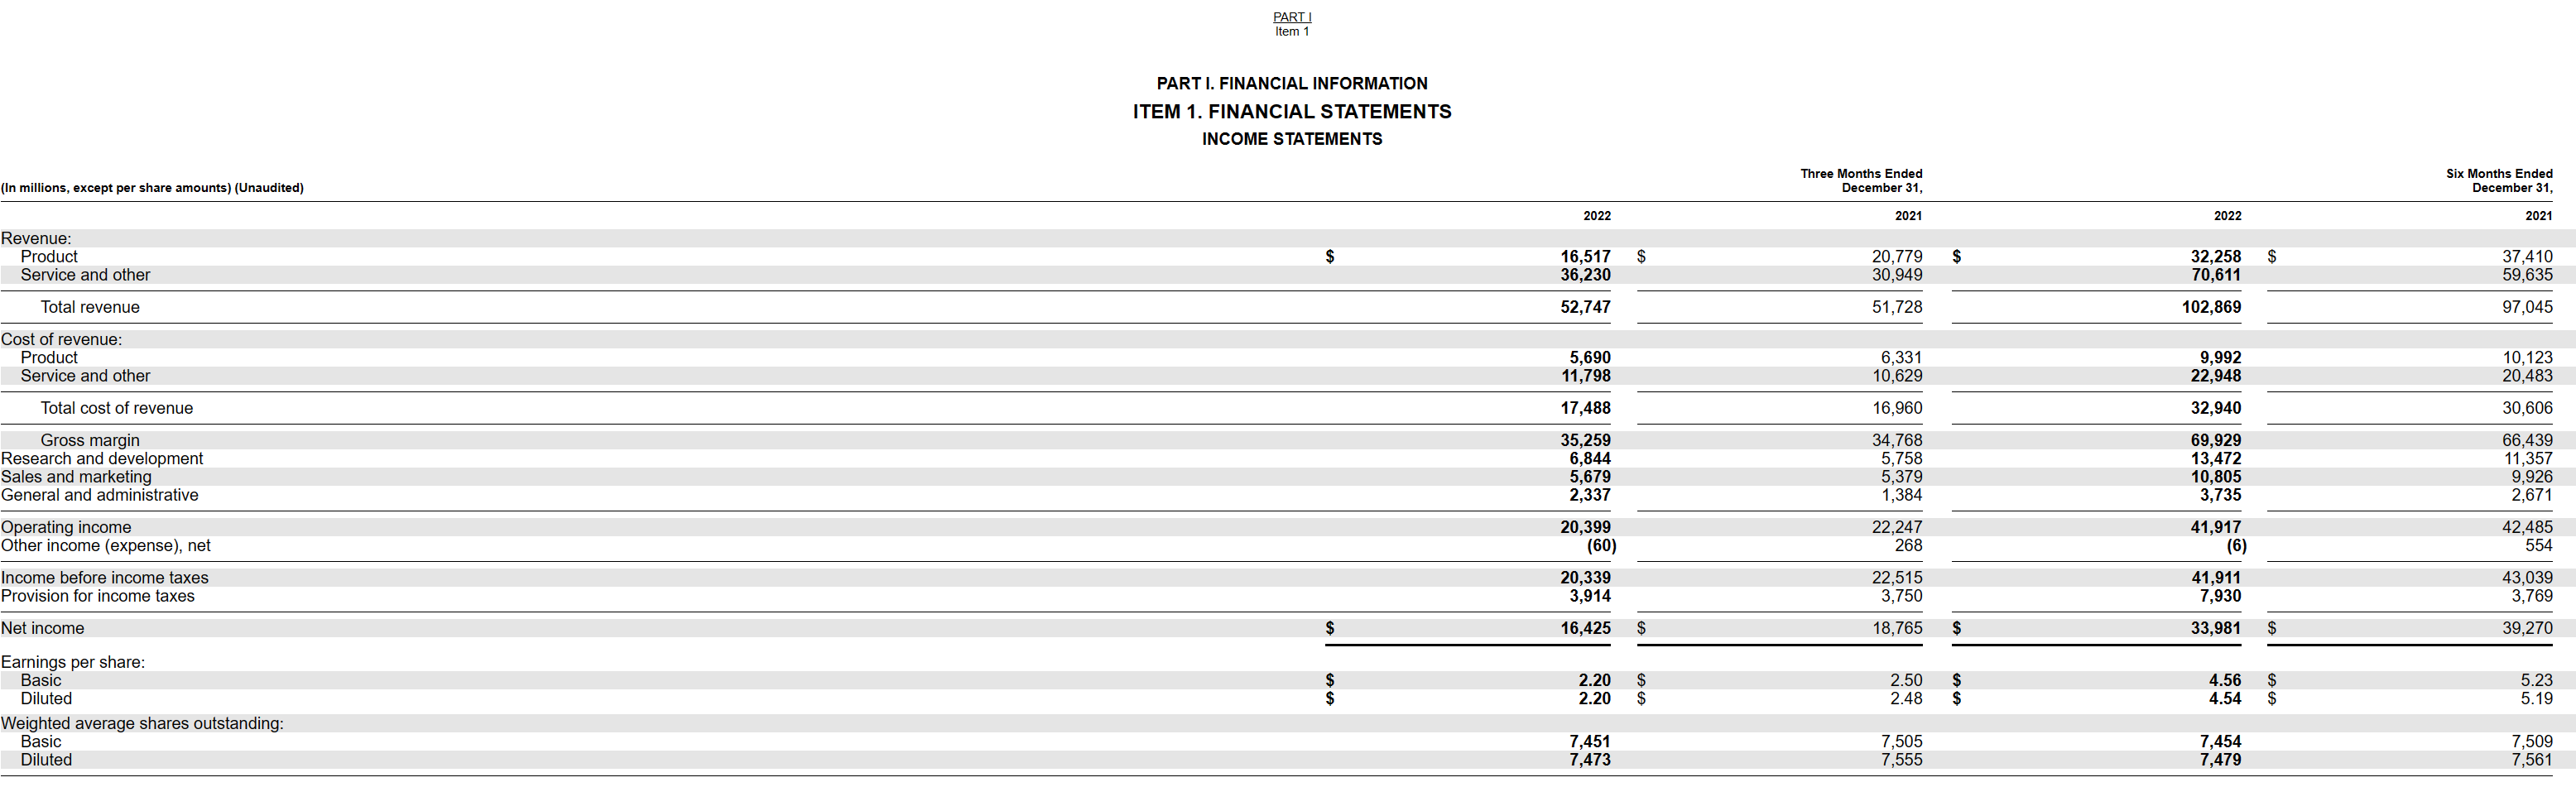 PART I
Item 1
PART I. FINANCIAL INFORMATION
ITEM 1. FINANCIAL STATEMENTS
INCOME STATEMENTS
(In millions, except per share amounts) (Unaudited) Three Months Ended December 31, Six Months Ended December 31,
2022 2021 2022 2021
Revenue:
Product $ 16,517 $ 20,779 $ 32,258 $ 37,410
Service and other 36,230 30,949 70,611 59,635
Total revenue 52,747 51,728 102,869 97,045
Cost of revenue:
Product 5,690 6,331 9,992 10,123
Service and other 11,798 10,629 22,948 20,483
Total cost of revenue 17,488 16,960 32,940 30,606
Gross margin 35,259 34,768 69,929 66,439
Research and development 6,844 5,758 13,472 11,357
Sales and marketing 5,679 5,379 10,805 9,926
General and administrative 2,337 1,384 3,735 2,671
Operating income 20,399 22,247 41,917 42,485
Other income (expense), net (60) 268 (6) 554
Income before income taxes 20,339 22,515 41,911 43,039
Provision for income taxes 3,914 3,750 7,930 3,769
Net income $ 16,425 $ 18,765 $ 33,981 $ 39,270
Earnings per share:
Basic $ 2.20 $ 2.50 $ 4.56 $ 5.23
Diluted $ 2.20 $ 2.48 $ 4.54 $ 5.19
Weighted average shares outstanding:
Basic 7,451 7,505 7,454 7,509
Diluted 7,473 7,555 7,479 7,561